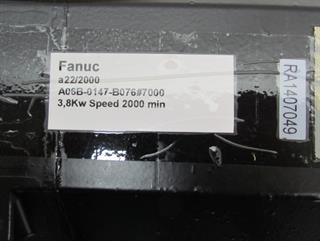 Fanuc
a22/2000
A06B-0147-B076#7000
3,8Kw Speed 2000 min
RA1407049